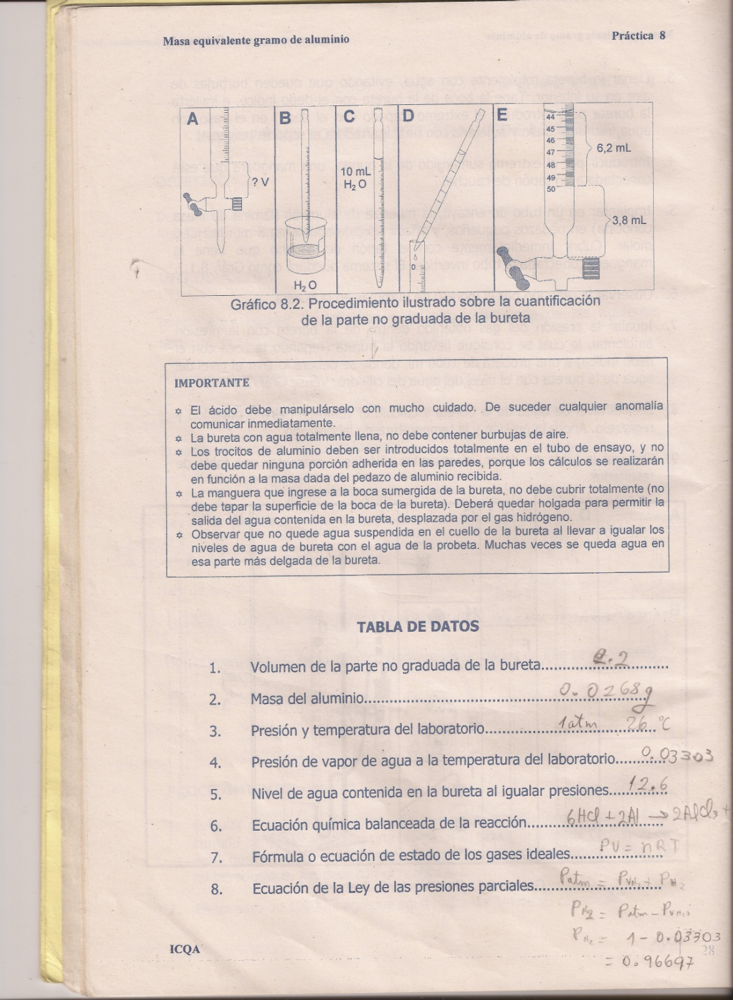 Masa equivalente gramo de aluminio Práctica 8
A B C D E
44
45
46
47
48
49
50
6,2 mL
? V
10 mL
H2O
3,8 mL
0
H2O
Gráfico 8.2. Procedimiento ilustrado sobre la cuantificación
de la parte no graduada de la bureta
IMPORTANTE
✡ El ácido debe manipulárselo con mucho cuidado. De suceder cualquier anomalía
comunicar inmediatamente.
✡ La bureta con agua totalmente llena, no debe contener burbujas de aire.
✡ Los trocitos de aluminio deben ser introducidos totalmente en el tubo de ensayo, y no
debe quedar ninguna porción adherida en las paredes, porque los cálculos se realizarán
en función a la masa dada del pedazo de aluminio recibida.
✡ La manguera que ingrese a la boca sumergida de la bureta, no debe cubrir totalmente (no
debe tapar la superficie de la boca de la bureta). Deberá quedar holgada para permitir la
salida del agua contenida en la bureta, desplazada por el gas hidrógeno.
✡ Observar que no quede agua suspendida en el cuello de la bureta al llevar a igualar los
niveles de agua de bureta con el agua de la probeta. Muchas veces se queda agua en
esa parte más delgada de la bureta.
TABLA DE DATOS
1. Volumen de la parte no graduada de la bureta.......... 2.2
2. Masa del aluminio.......... 0.0268 g
3. Presión y temperatura del laboratorio.......... 1 atm 26 °C
4. Presión de vapor de agua a la temperatura del laboratorio.......... 0.03303
5. Nivel de agua contenida en la bureta al igualar presiones.......... 12.6
6. Ecuación química balanceada de la reacción.......... 6HCl + 2Al → 2AlCl3 +
7. Fórmula o ecuación de estado de los gases ideales.......... PV = nRT
8. Ecuación de la Ley de las presiones parciales.......... Patm = PVH2 + PH2
PH2 = Patm - PVH2O
PH2 = 1 - 0.03303
ICQA 28
= 0.96697